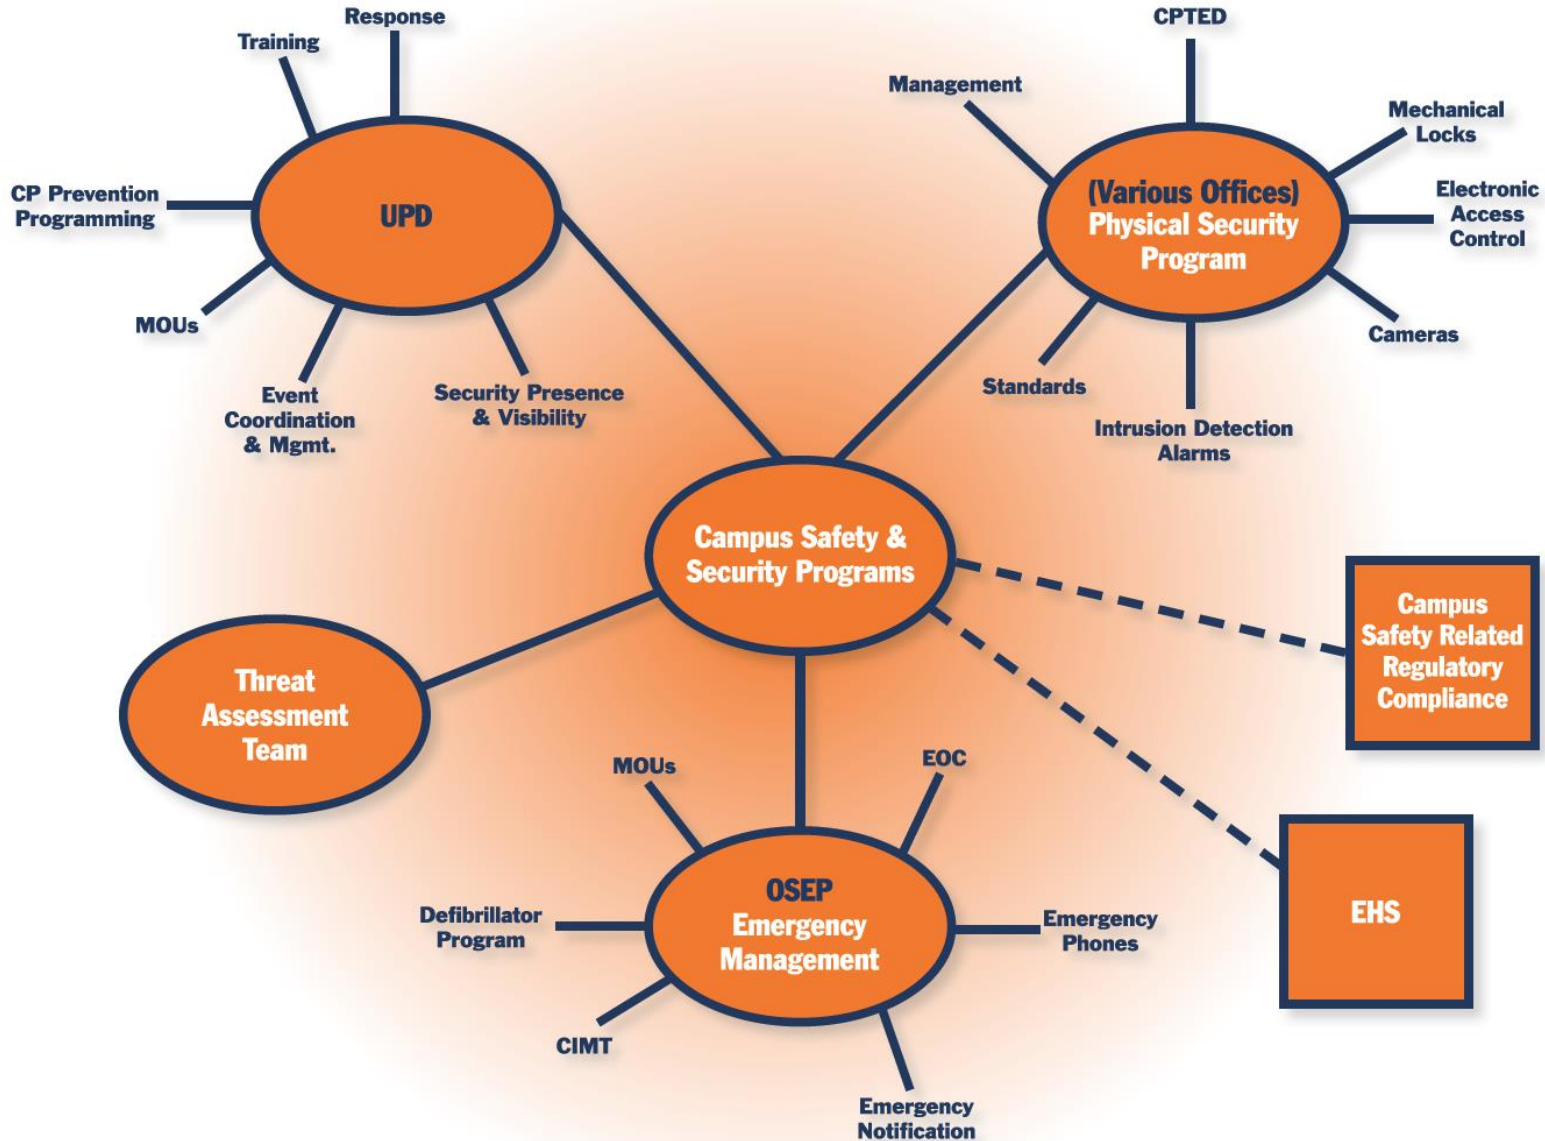 Response
Training
CP Prevention
Programming
UPD
MOUs
Event
Coordination
& Mgmt.
Security Presence
& Visibility
CPTED
Management
Mechanical
Locks
(Various Offices)
Physical Security
Program
Electronic
Access
Control
Cameras
Standards
Intrusion Detection
Alarms
Campus Safety &
Security Programs
Campus
Safety Related
Regulatory
Compliance
Threat
Assessment
Team
MOUs
EOC
OSEP
Emergency
Management
Defibrillator
Program
Emergency
Phones
CIMT
Emergency
Notification
EHS